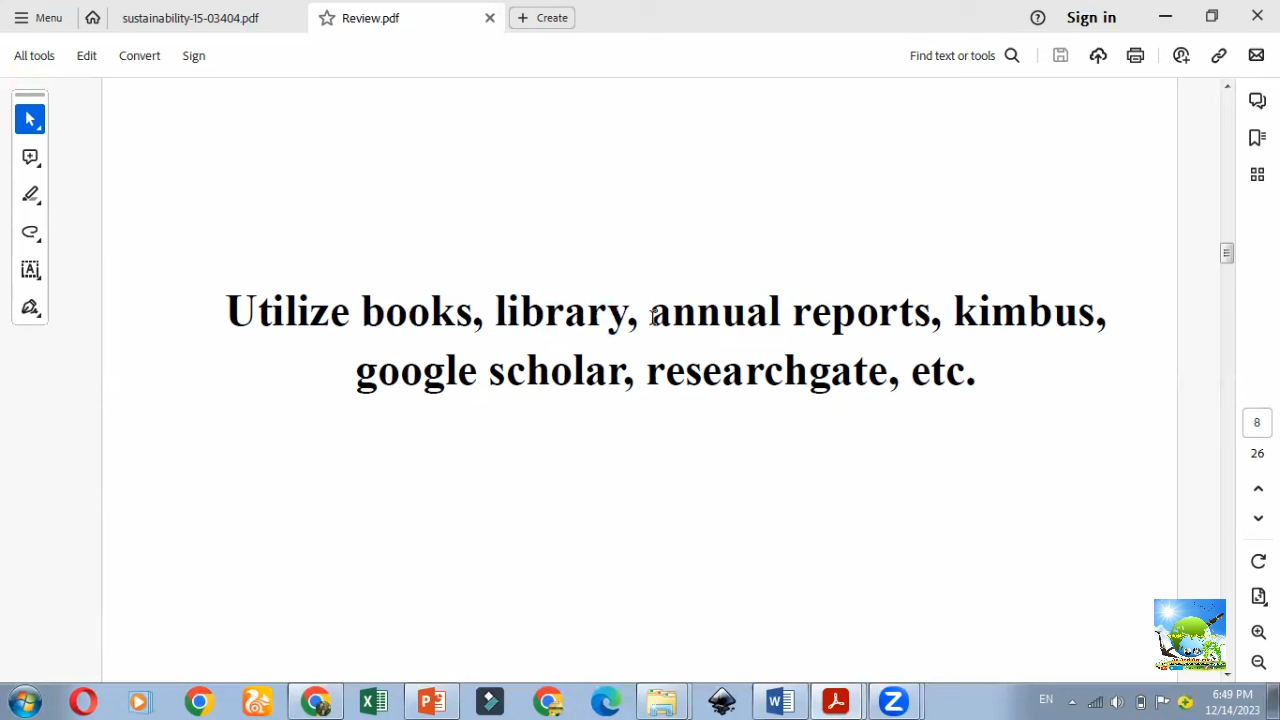 Menu
sustainability-15-03404.pdf
Review.pdf
Create
Sign in
All tools
Edit
Convert
Sign
Find text or tools
Utilize books, library, annual reports, kimbus,
google scholar, researchgate, etc.
8
26
EN
6:49 PM
12/14/2023